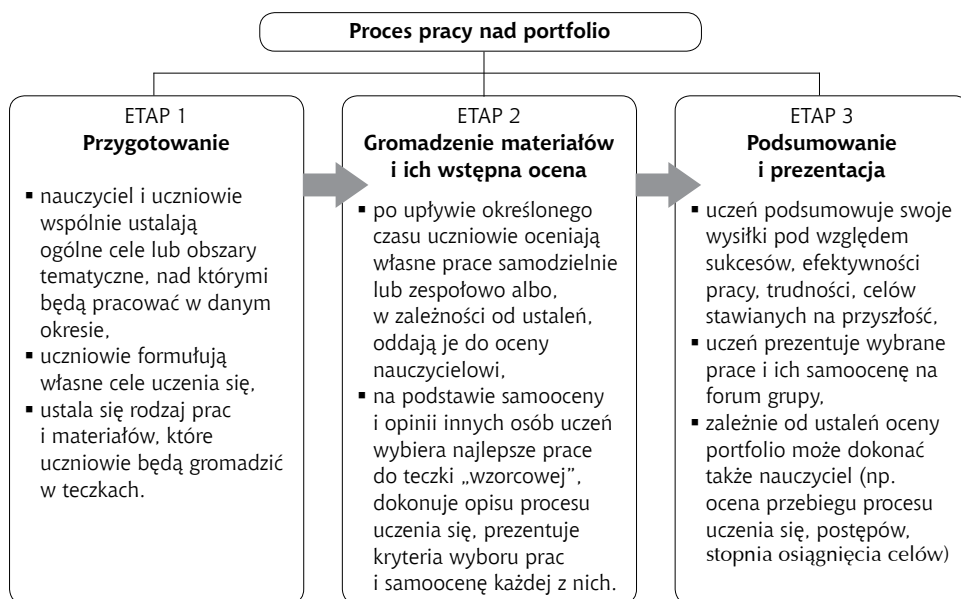 Proces pracy nad portfolio
ETAP 1
Przygotowanie
▪ nauczyciel i uczniowie
wspólnie ustalają
ogólne cele lub obszary
tematyczne, nad którymi
będą pracować w danym
okresie,
▪ uczniowie formułują
własne cele uczenia się,
▪ ustala się rodzaj prac
i materiałów, które
uczniowie będą gromadzić
w teczkach.
ETAP 2
Gromadzenie materiałów
i ich wstępna ocena
▪ po upływie określonego
czasu uczniowie oceniają
własne prace samodzielnie
lub zespołowo albo,
w zależności od ustaleń,
oddają je do oceny
nauczycielowi,
▪ na podstawie samooceny
i opinii innych osób uczeń
wybiera najlepsze prace
do teczki „wzorcowej”,
dokonuje opisu procesu
uczenia się, prezentuje
kryteria wyboru prac
i samoocenę każdej z nich.
ETAP 3
Podsumowanie
i prezentacja
▪ uczeń podsumowuje swoje
wysiłki pod względem
sukcesów, efektywności
pracy, trudności, celów
stawianych na przyszłość,
▪ uczeń prezentuje wybrane
prace i ich samoocenę na
forum grupy,
▪ zależnie od ustaleń oceny
portfolio może dokonać
także nauczyciel (np.
ocena przebiegu procesu
uczenia się, postępów,
stopnia osiągnięcia celów)